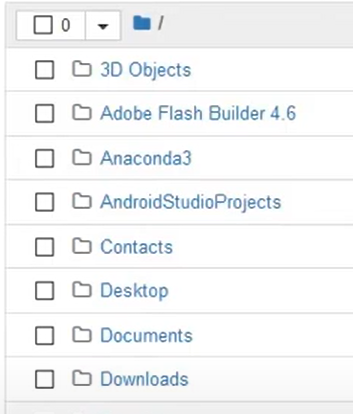 0 /
3D Objects
Adobe Flash Builder 4.6
Anaconda3
AndroidStudioProjects
Contacts
Desktop
Documents
Downloads